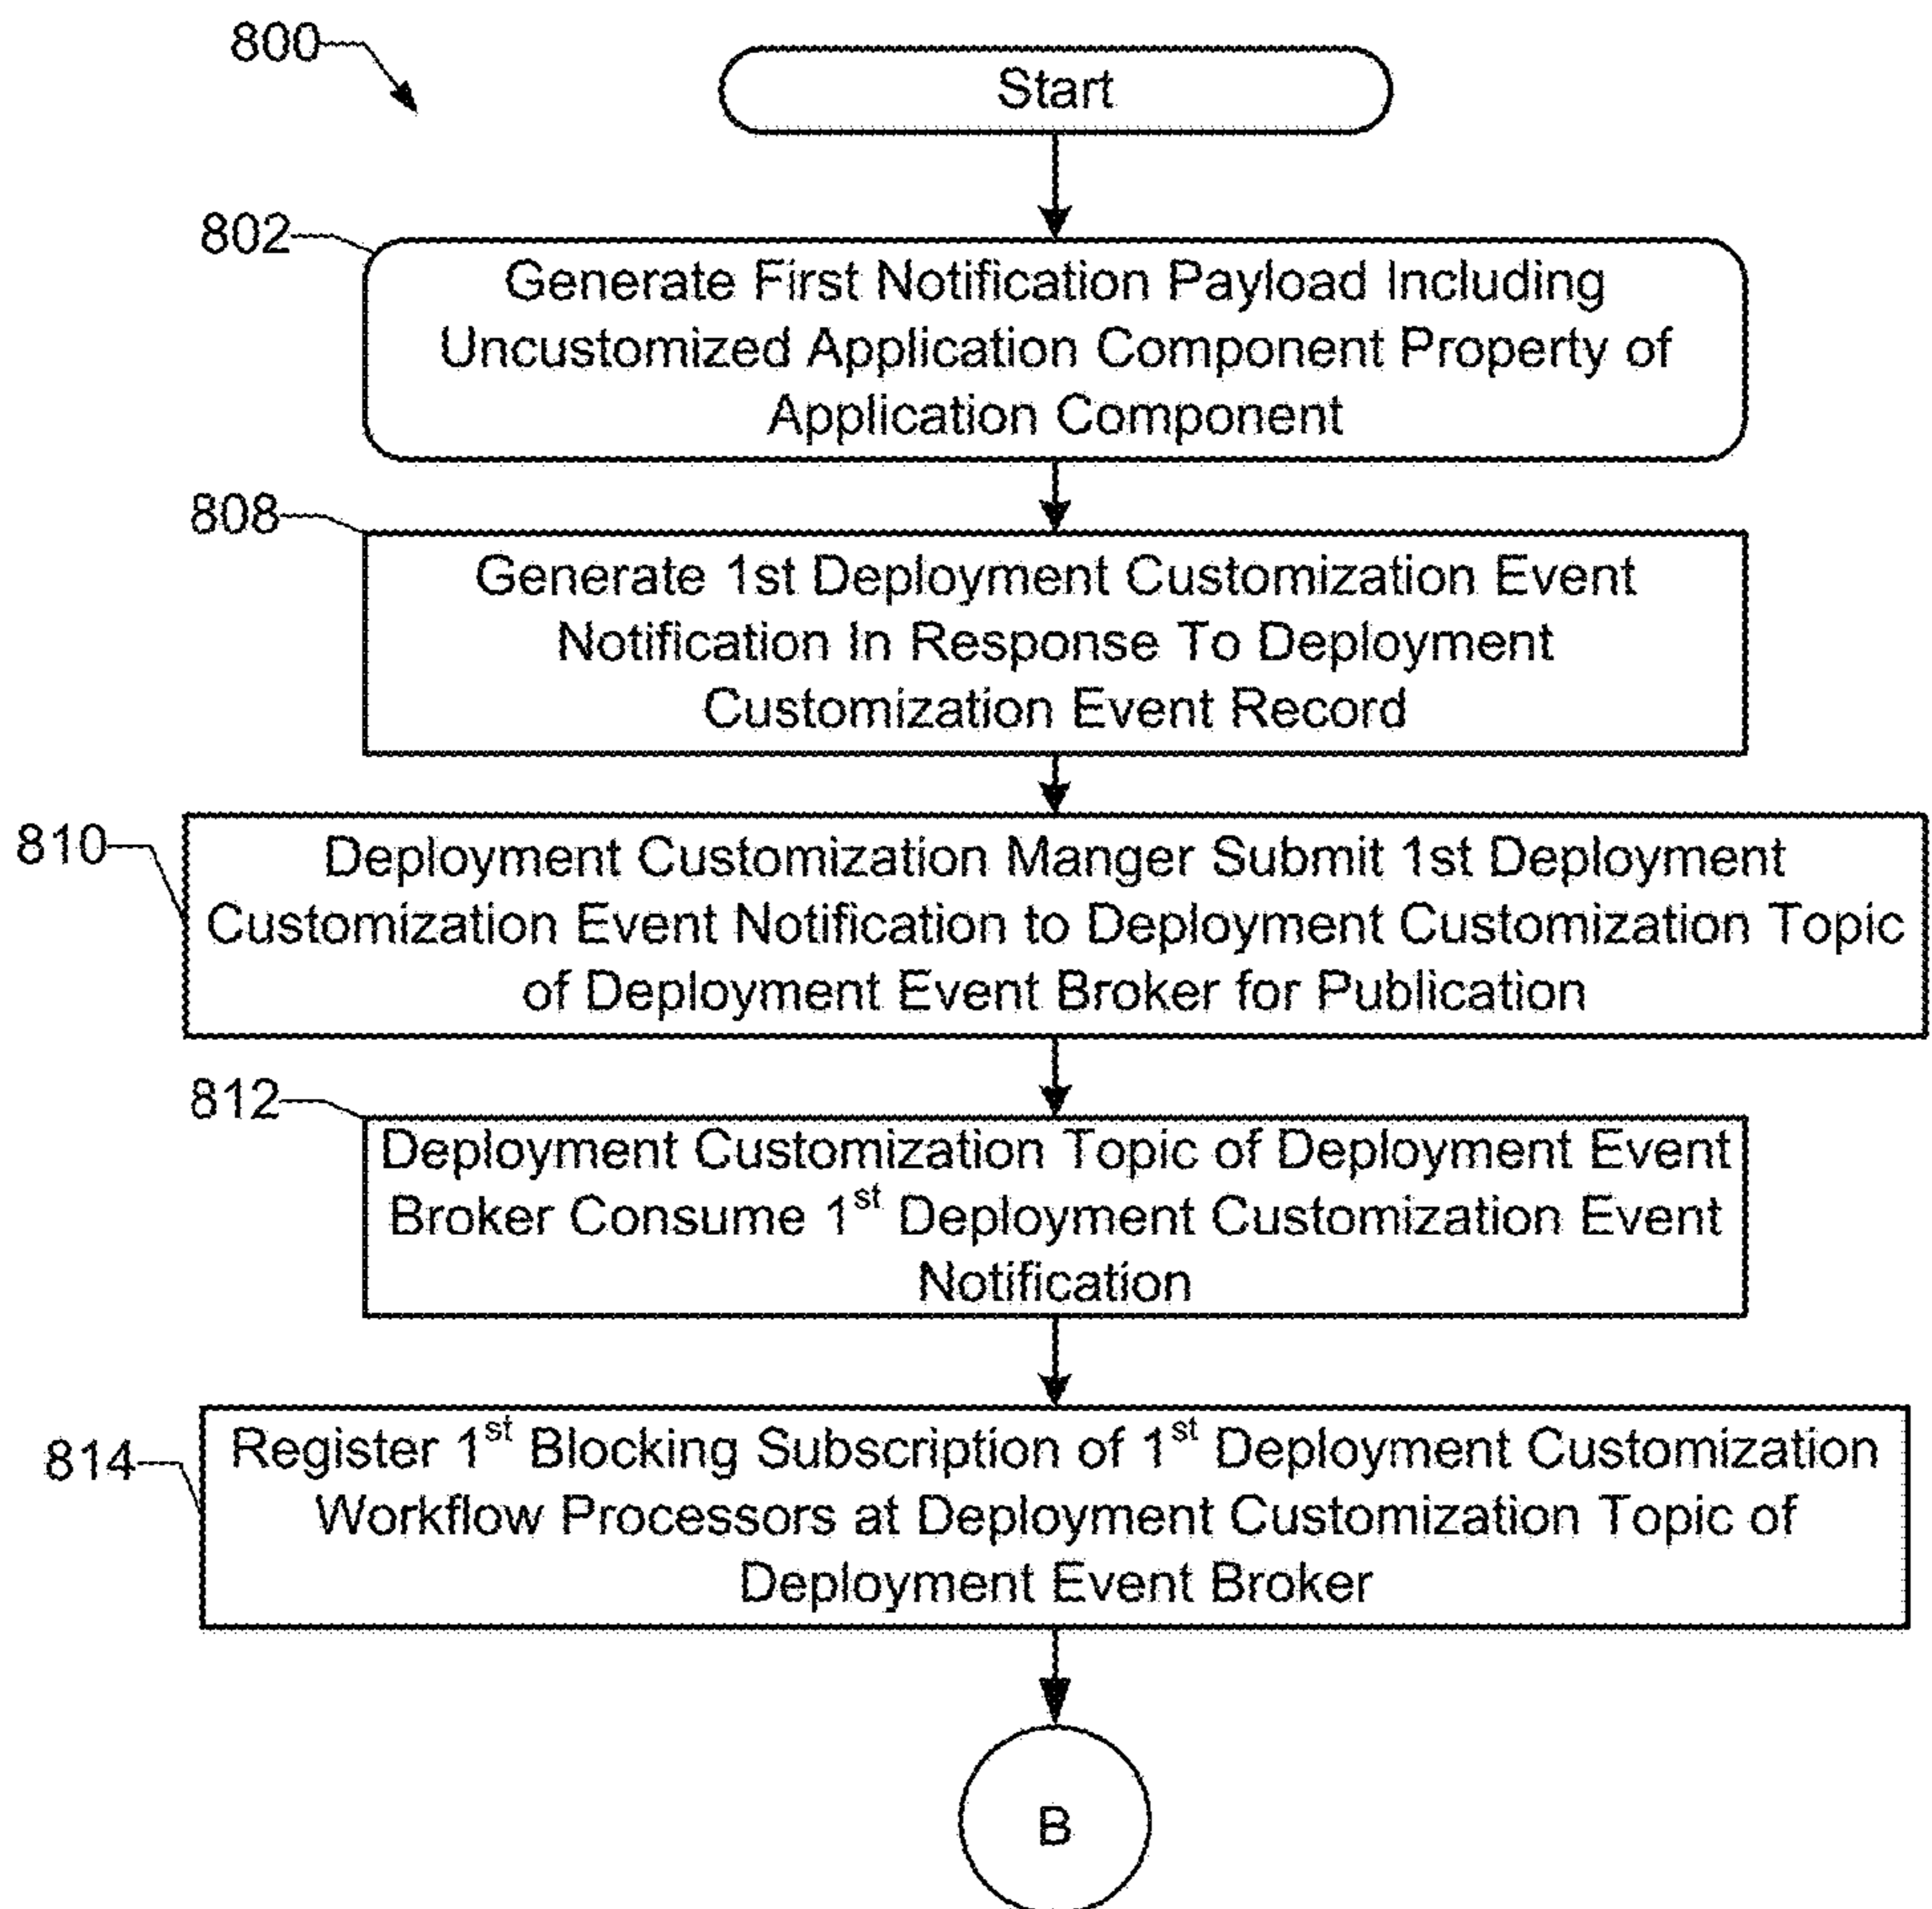 800
Start
802
Generate First Notification Payload Including
Uncustomized Application Component Property of
Application Component
808
Generate 1st Deployment Customization Event
Notification In Response To Deployment
Customization Event Record
810
Deployment Customization Manger Submit 1st Deployment
Customization Event Notification to Deployment Customization Topic
of Deployment Event Broker for Publication
812
Deployment Customization Topic of Deployment Event
Broker Consume 1st Deployment Customization Event
Notification
814
Register 1st Blocking Subscription of 1st Deployment Customization
Workflow Processors at Deployment Customization Topic of
Deployment Event Broker
B